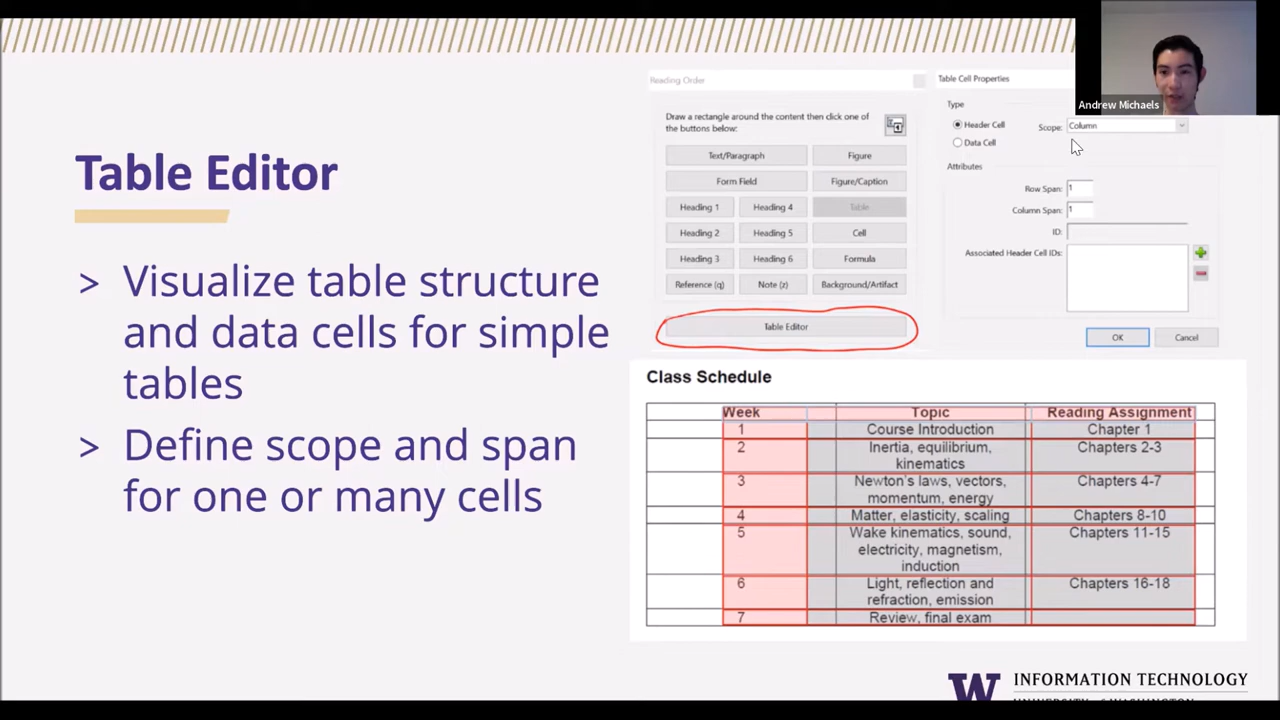 Table Editor
> Visualize table structure
and data cells for simple
tables
> Define scope and span
for one or many cells
Reading Order
Draw a rectangle around the content then click one of
the buttons below:
Text/Paragraph Figure
Form Field Figure/Caption
Heading 1 Heading 4 Table
Heading 2 Heading 5 Cell
Heading 3 Heading 6 Formula
Reference (q) Note (z) Background/Artifact
Table Editor
Table Cell Properties
Type
Header Cell Scope: Column
Data Cell
Attributes
Row Span: 1
Column Span: 1
ID:
Associated Header Cell IDs:
OK Cancel
Andrew Michaels
Class Schedule
Week Topic Reading Assignment
1 Course Introduction Chapter 1
2 Inertia, equilibrium, Chapters 2-3
kinematics
3 Newton's laws, vectors, Chapters 4-7
momentum, energy
4 Matter, elasticity, scaling Chapters 8-10
5 Wake kinematics, sound, Chapters 11-15
electricity, magnetism,
induction
6 Light, reflection and Chapters 16-18
refraction, emission
7 Review, final exam
W INFORMATION TECHNOLOGY
UNIVERSITY of WASHINGTON